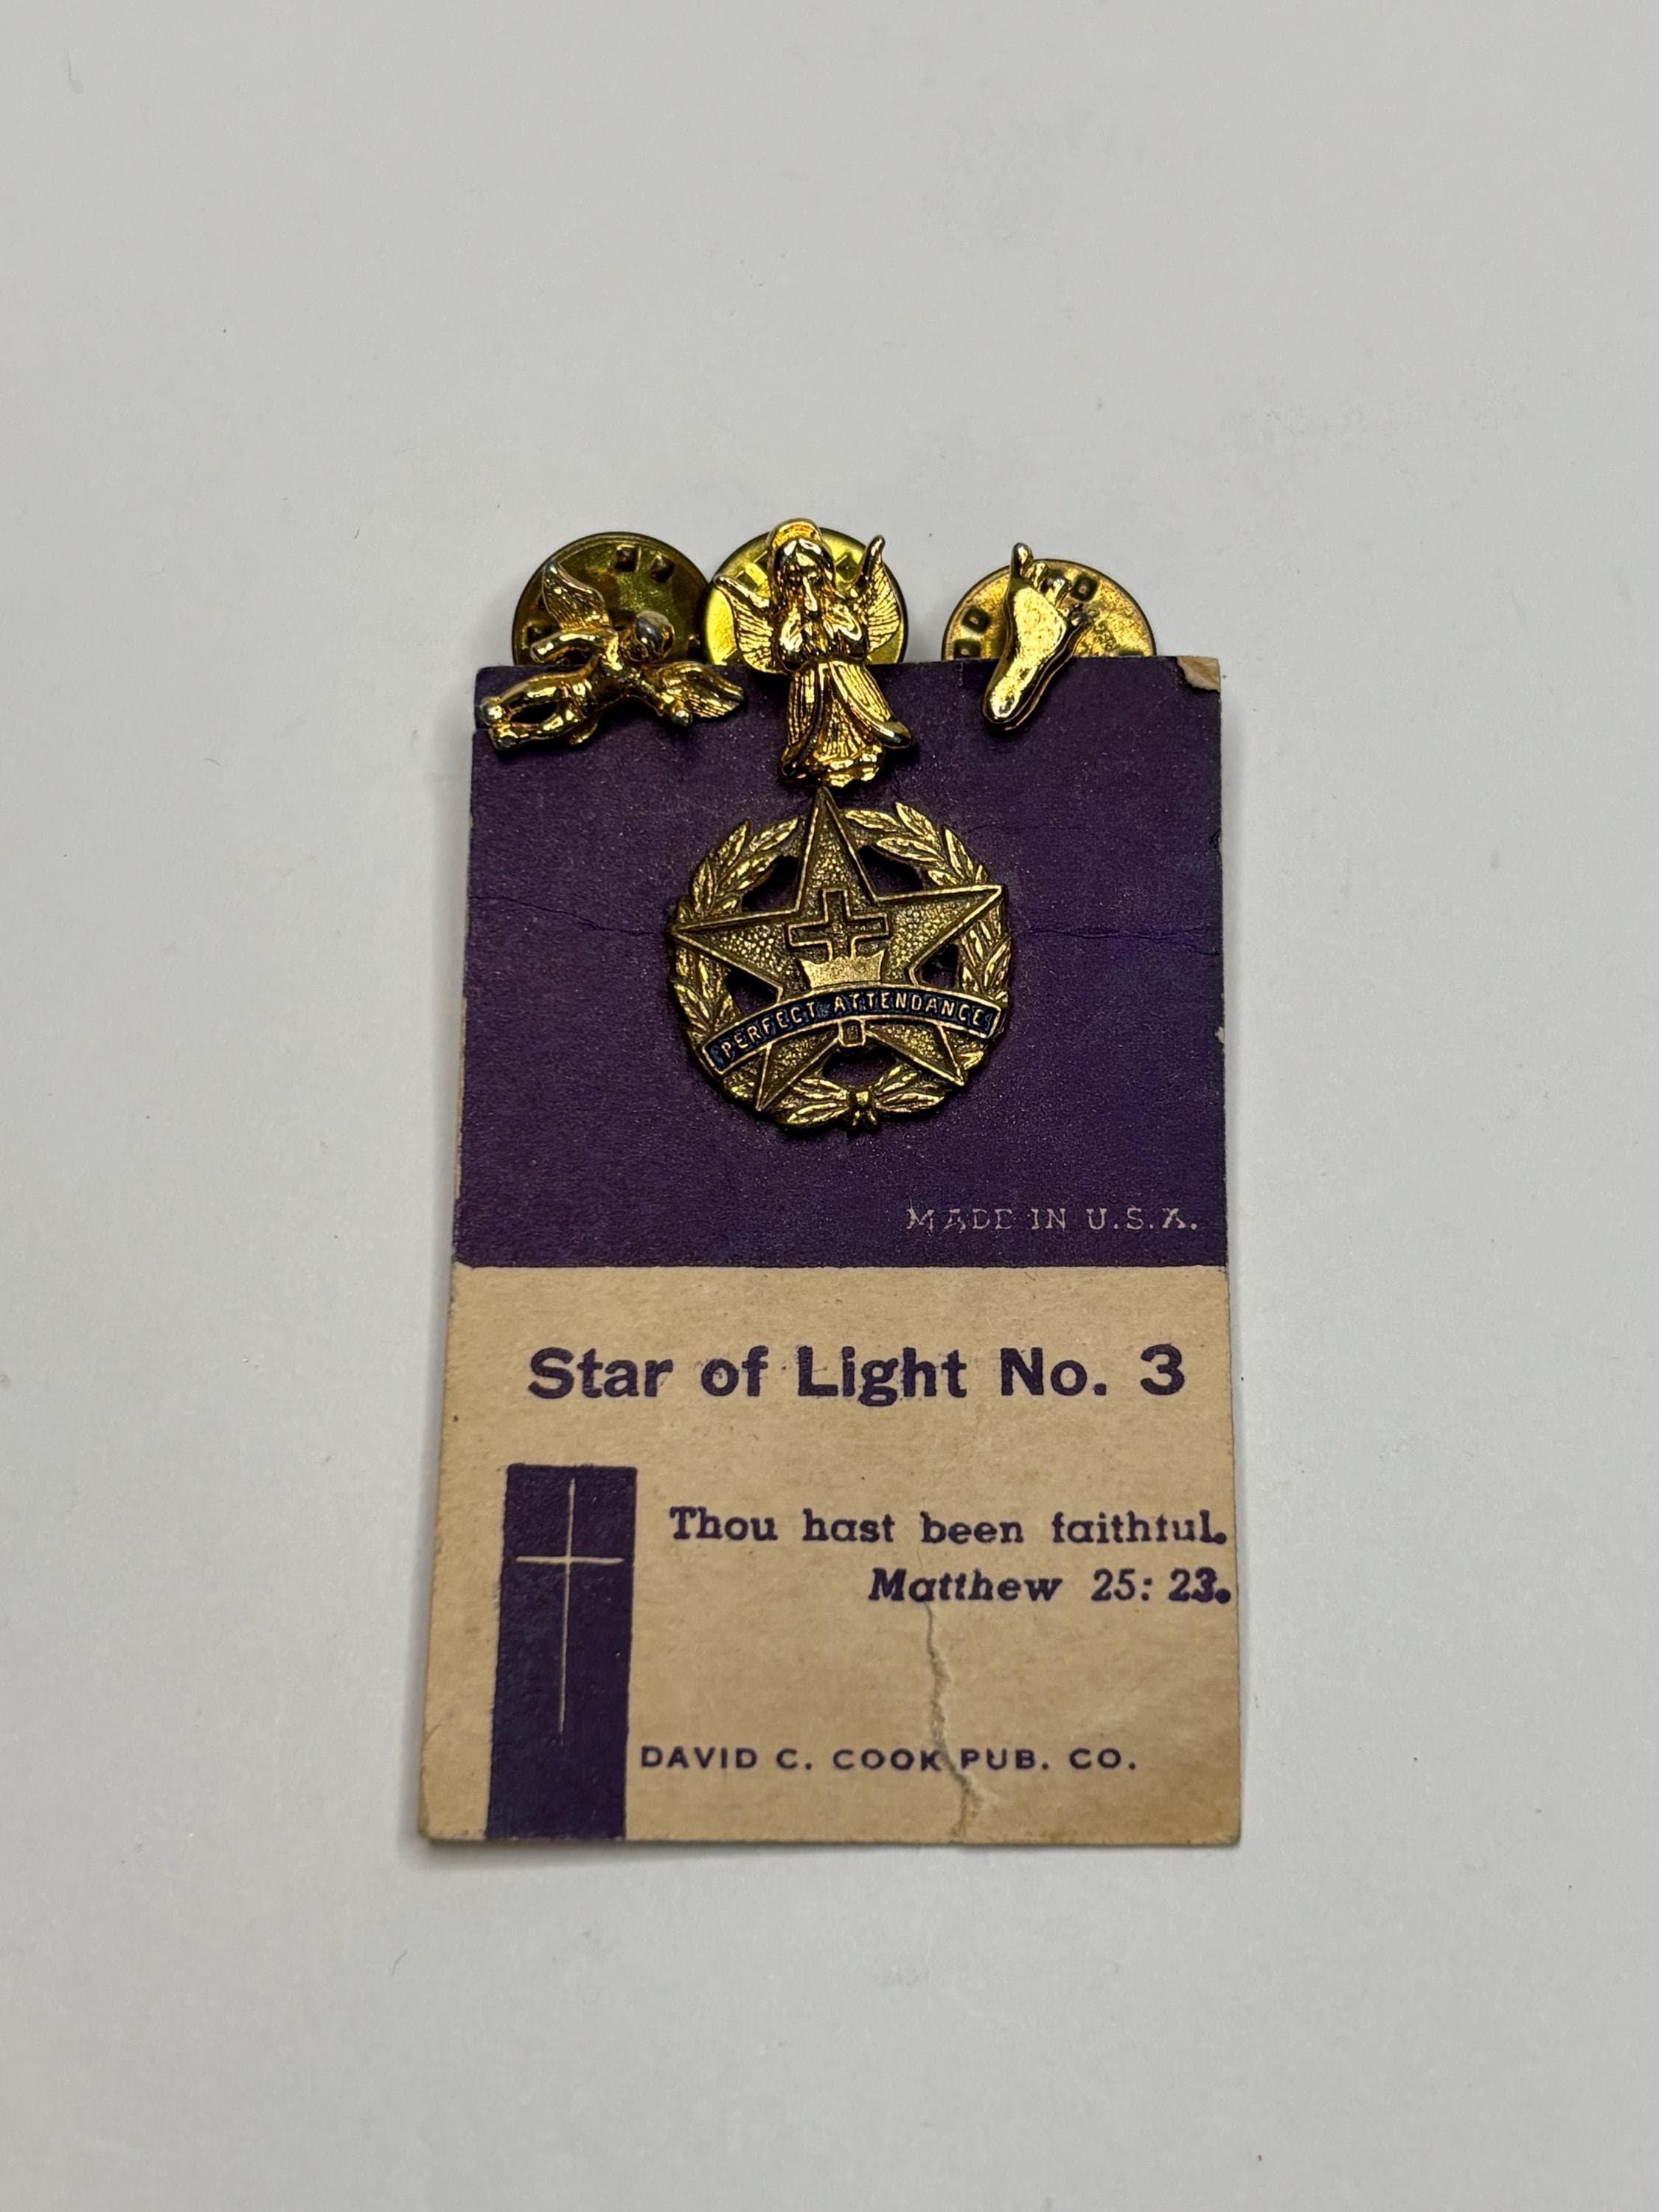 PERFECT ATTENDANCE
MADE IN U.S.A.
Star of Light No. 3
Thou hast been faithful.
Matthew 25: 23.
DAVID C. COOK PUB. CO.